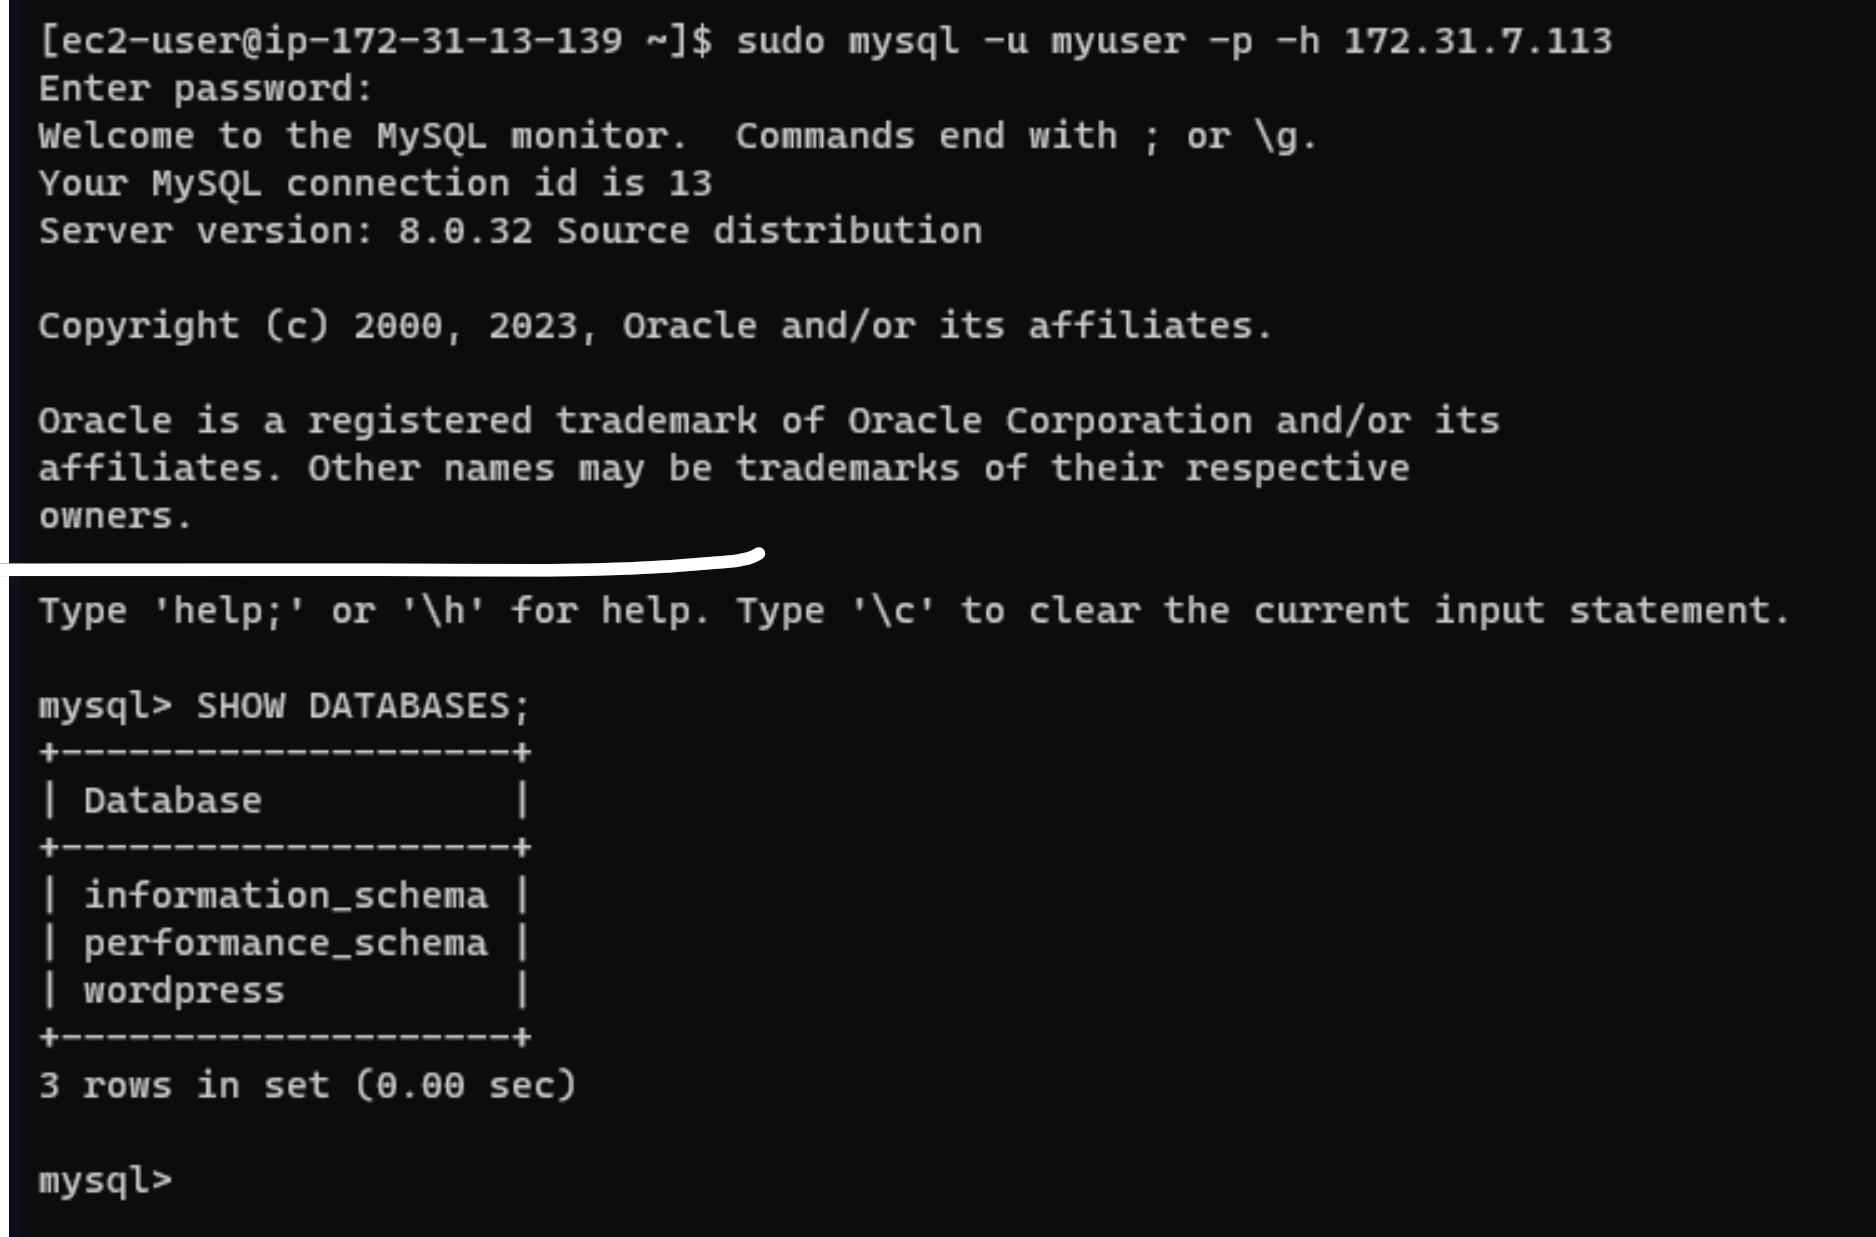 [ec2-user@ip-172-31-13-139 ~]$ sudo mysql -u myuser -p -h 172.31.7.113
Enter password:
Welcome to the MySQL monitor.  Commands end with ; or \g.
Your MySQL connection id is 13
Server version: 8.0.32 Source distribution
Copyright (c) 2000, 2023, Oracle and/or its affiliates.
Oracle is a registered trademark of Oracle Corporation and/or its
affiliates. Other names may be trademarks of their respective
owners.
Type 'help;' or '\h' for help. Type '\c' to clear the current input statement.
mysql> SHOW DATABASES;
+--------------------+
| Database           |
+--------------------+
| information_schema |
| performance_schema |
| wordpress          |
+--------------------+
3 rows in set (0.00 sec)
mysql>